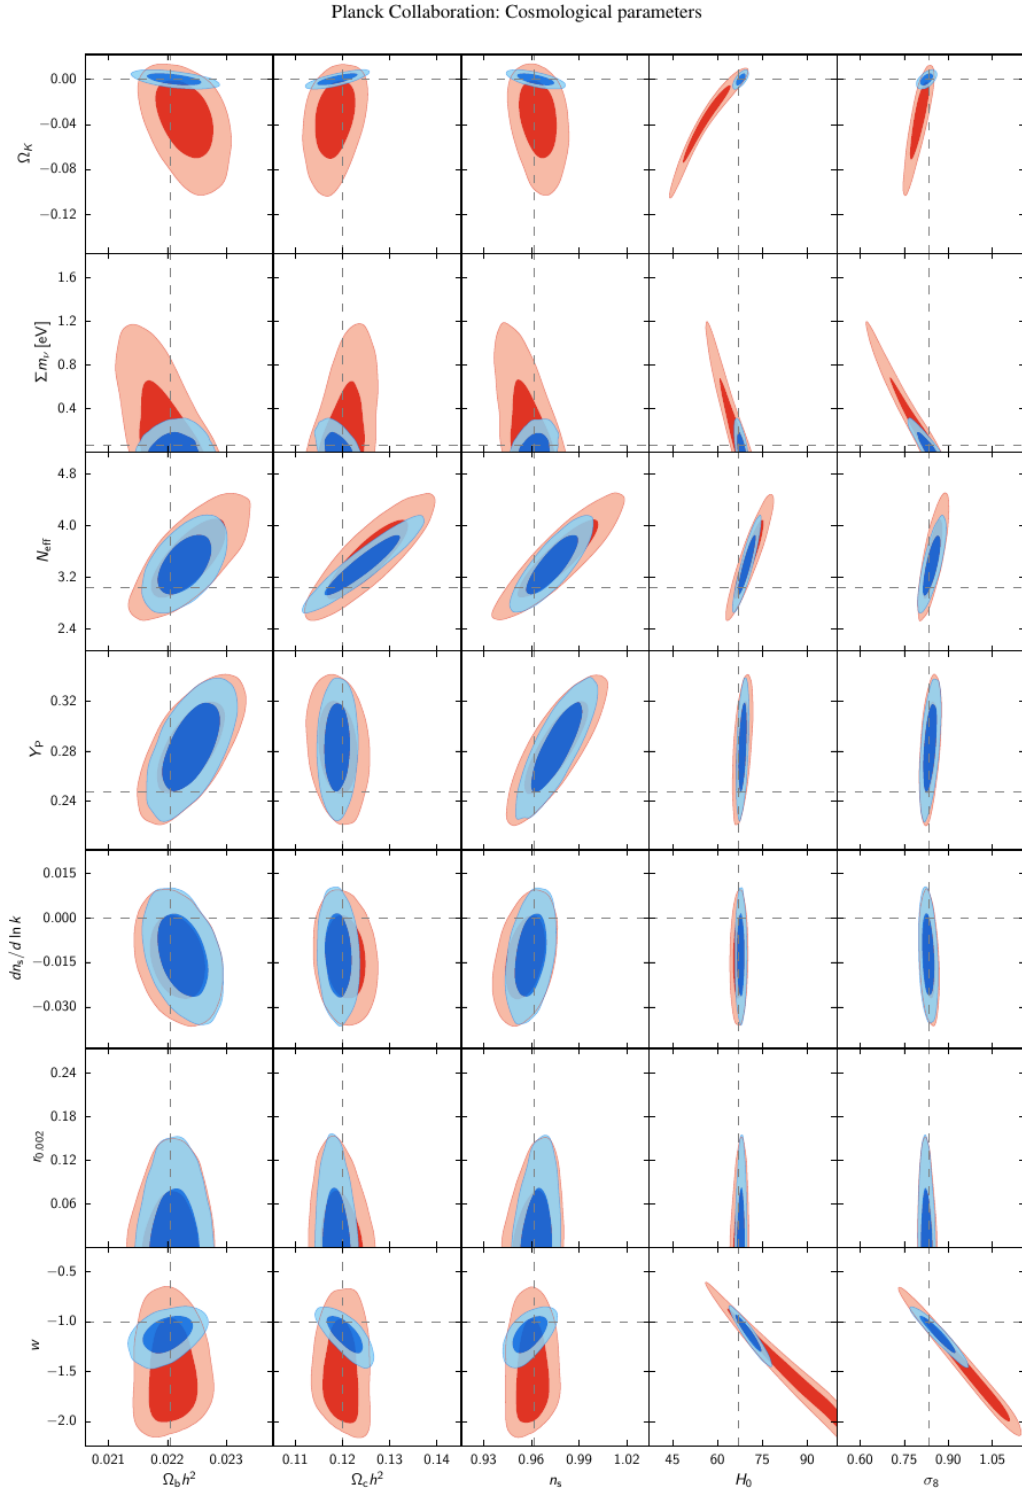 Planck Collaboration: Cosmological parameters
0.00
−0.04
−0.08
−0.12
Ω_K
1.6
1.2
0.8
0.4
Σm_ν [eV]
4.8
4.0
3.2
2.4
N_eff
0.32
0.28
0.24
Y_P
0.015
0.000
−0.015
−0.030
dn_s/d ln k
0.24
0.18
0.12
0.06
r_0.002
−0.5
−1.0
−1.5
−2.0
w
0.021 0.022 0.023 0.11 0.12 0.13 0.14 0.93 0.96 0.99 1.02 45 60 75 90 0.60 0.75 0.90 1.05
Ω_b h² Ω_c h² n_s H_0 σ_8